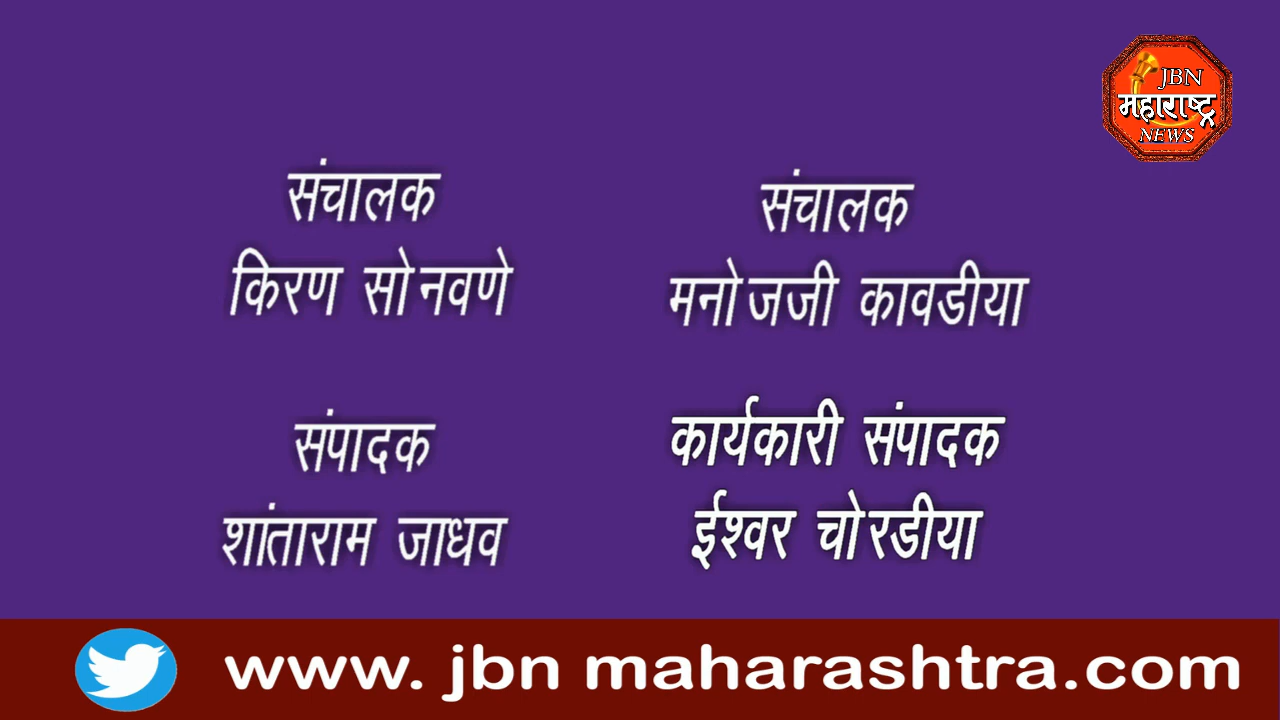 JBN
महाराष्ट्र
NEWS
संचालक
किरण सोनवणे
संचालक
मनोजजी कावडीया
संपादक
शांताराम जाधव
कार्यकारी संपादक
ईश्वर चोरडीया
www. jbn maharashtra.com